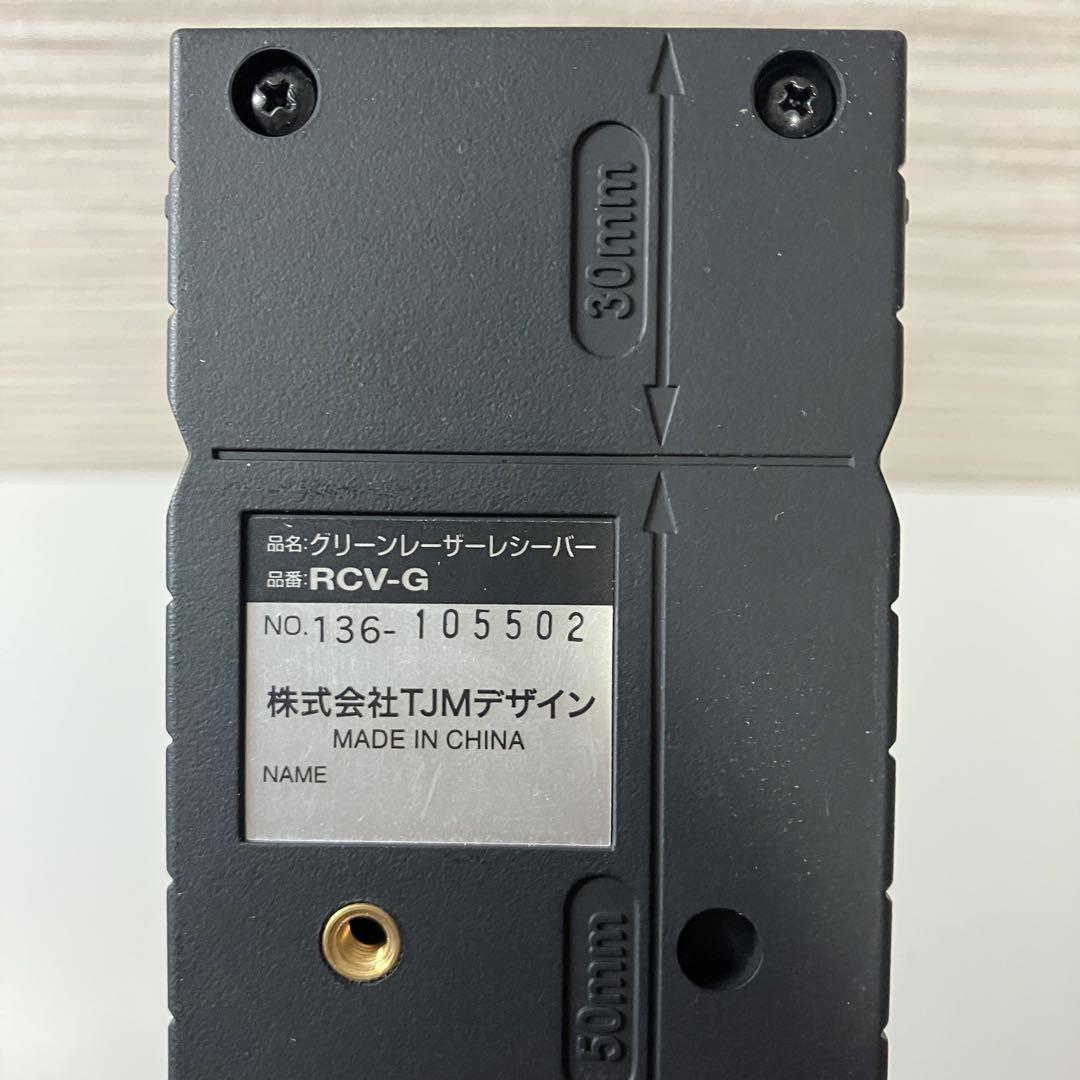 30mm
品名:グリーンレーザーレシーバー
品番:RCV-G
NO.136-105502
株式会社TJMデザイン
MADE IN CHINA
NAME
50mm